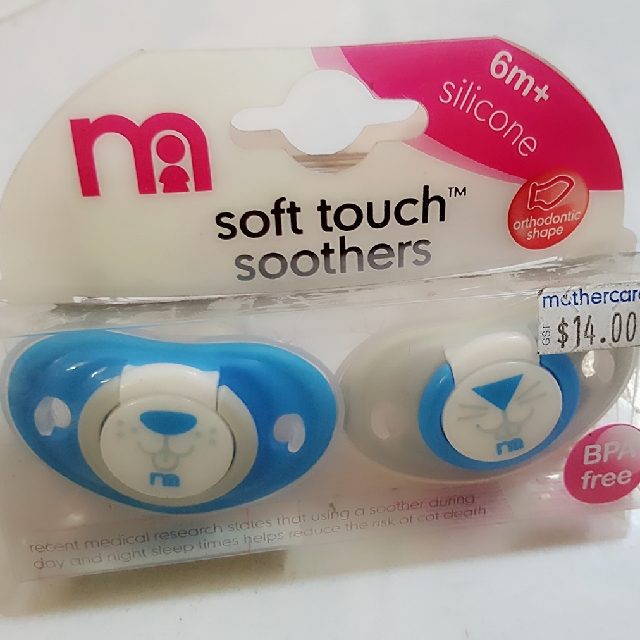 6m+
silicone
m
soft touch™
soothers
orthodontic
shape
mothercare
GST
$14.00
m
m
BPA
free
recent medical research states that using a soother during
day and night sleep times helps reduce the risk of cot death